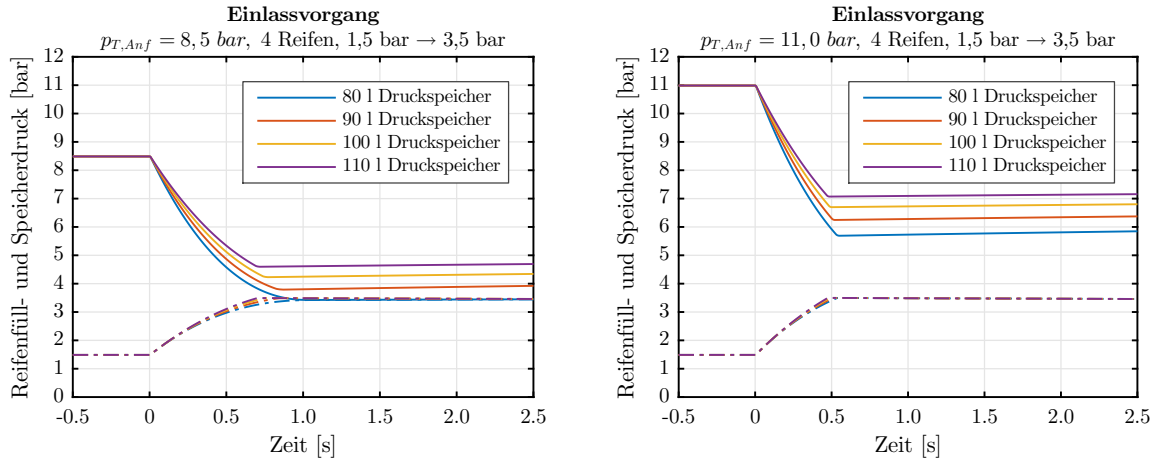 Einlassvorgang
p_{T,Anf} = 8,5 bar, 4 Reifen, 1,5 bar → 3,5 bar
Reifenfüll- und Speicherdruck [bar]
12
11
10
9
8
7
6
5
4
3
2
1
0
80 l Druckspeicher
90 l Druckspeicher
100 l Druckspeicher
110 l Druckspeicher
-0.5 0 0.5 1.0 1.5 2.0 2.5
Zeit [s]
Einlassvorgang
p_{T,Anf} = 11,0 bar, 4 Reifen, 1,5 bar → 3,5 bar
Reifenfüll- und Speicherdruck [bar]
12
11
10
9
8
7
6
5
4
3
2
1
0
80 l Druckspeicher
90 l Druckspeicher
100 l Druckspeicher
110 l Druckspeicher
-0.5 0 0.5 1.0 1.5 2.0 2.5
Zeit [s]